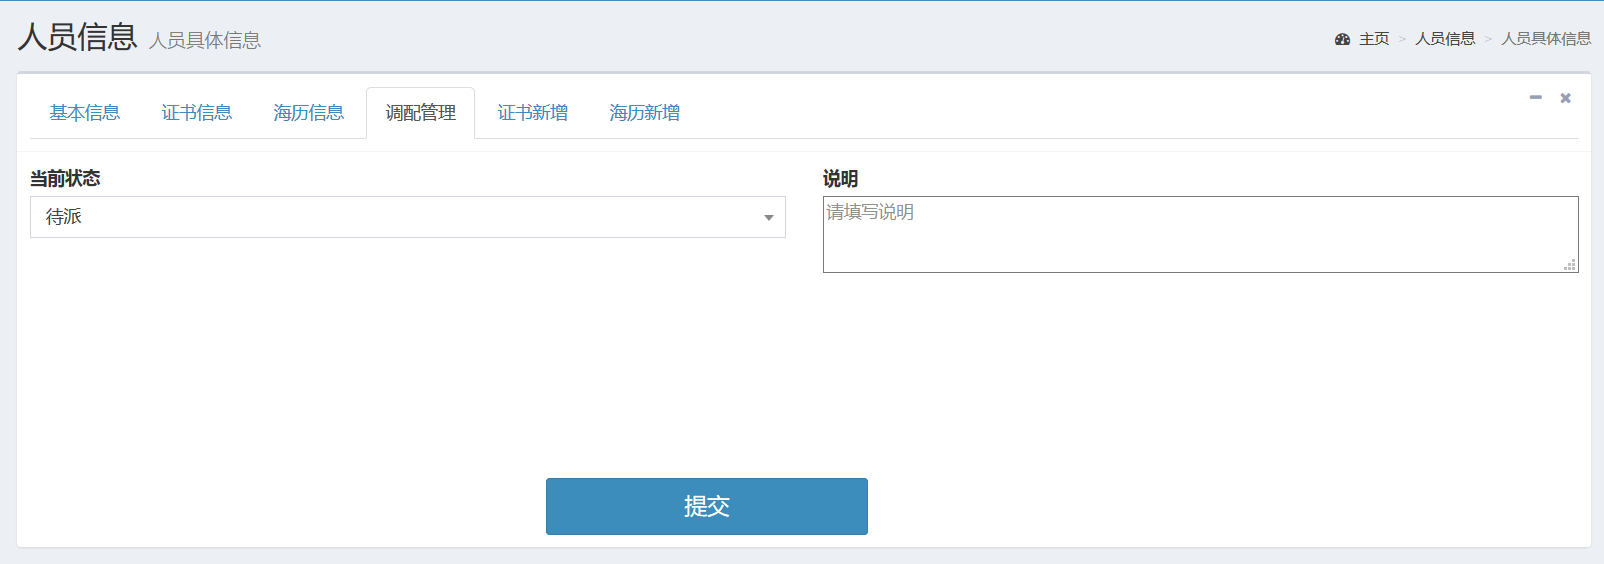 人员信息 人员具体信息
主页 > 人员信息 > 人员具体信息
基本信息 证书信息 海历信息 调配管理 证书新增 海历新增
当前状态 说明
待派 请填写说明
提交